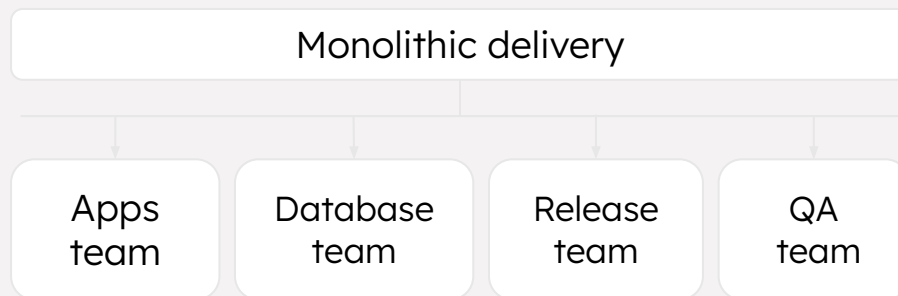 Monolithic delivery
Apps
team
Database
team
Release
team
QA
team